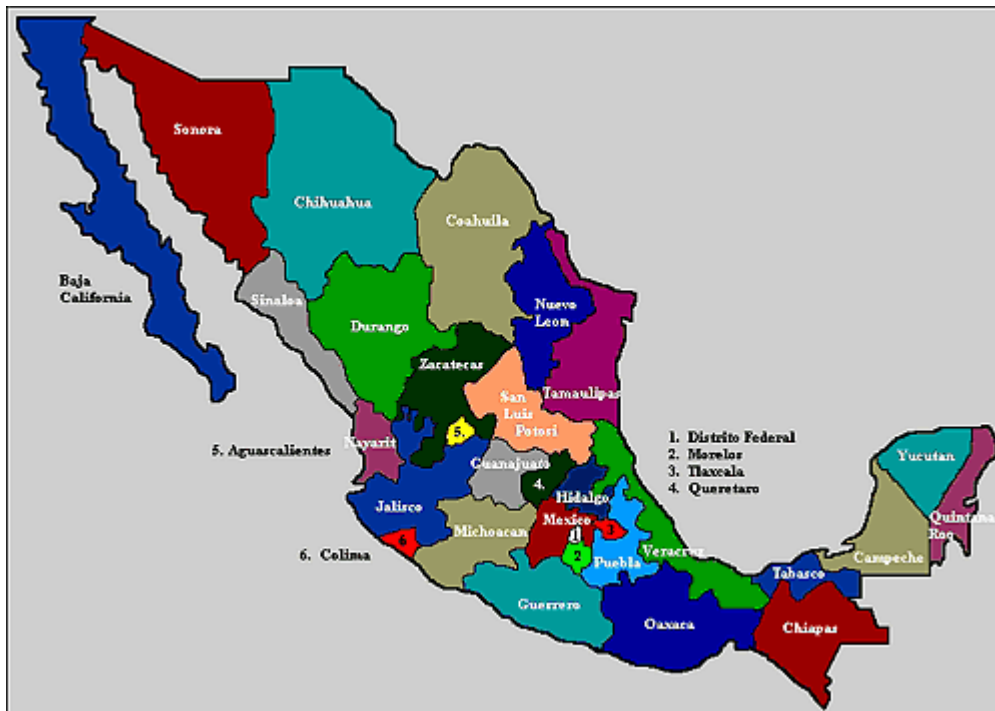 Sonora
Chihuahua
Coahuila
Baja
California
Sinaloa
Nuevo
Leon
Durango
Zacatecas
San
Luis
Potosi
Tamaulipas
5.
Nayarit
5. Aguascalientes
1. Distrito Federal
2. Morelos
3. Tlaxcala
4. Queretaro
Yucutan
Guanajuato
4.
Hidalgo
Jalisco
Mexico
Michoacan
1
3
Quintana
Roo
6
6. Colima
2
Puebla
Veracruz
Campeche
Tabasco
Guerrero
Oaxaca
Chiapas